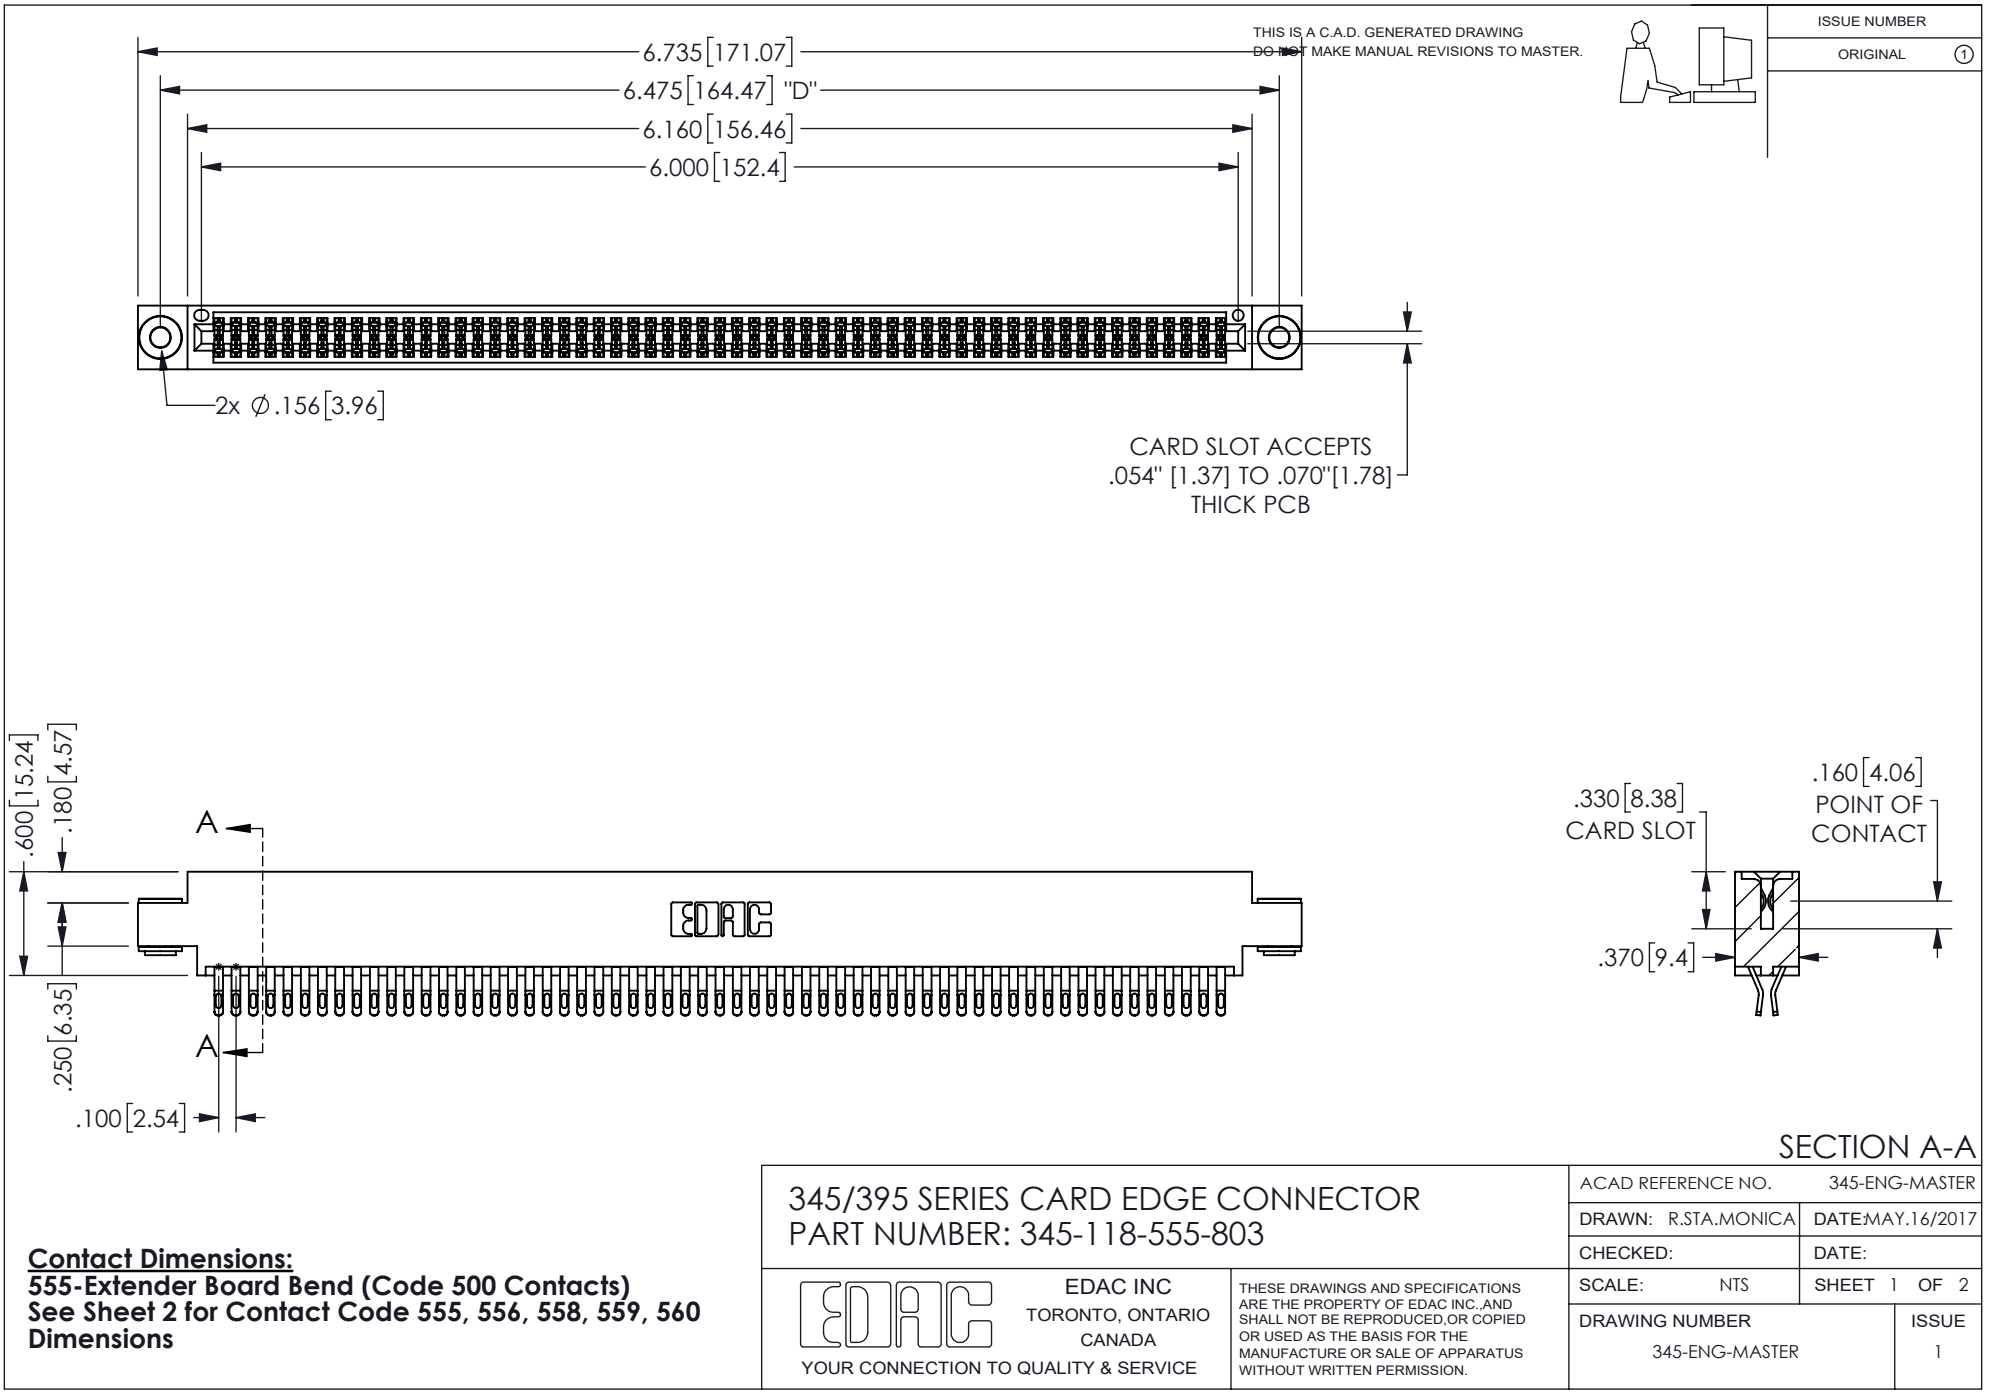 THIS IS A C.A.D. GENERATED DRAWING
DO NOT MAKE MANUAL REVISIONS TO MASTER.
ISSUE NUMBER
ORIGINAL 1
6.735[171.07]
6.475[164.47] "D"
6.160[156.46]
6.000[152.4]
2x Ø.156[3.96]
CARD SLOT ACCEPTS
.054" [1.37] TO .070"[1.78]
THICK PCB
.600[15.24]
.180[4.57]
.250[6.35]
A
A
.100[2.54]
EDAC
.330[8.38]
CARD SLOT
.160[4.06]
POINT OF
CONTACT
.370[9.4]
SECTION A-A
Contact Dimensions:
555-Extender Board Bend (Code 500 Contacts)
See Sheet 2 for Contact Code 555, 556, 558, 559, 560
Dimensions
345/395 SERIES CARD EDGE CONNECTOR
PART NUMBER: 345-118-555-803
EDAC
EDAC INC
TORONTO, ONTARIO
CANADA
YOUR CONNECTION TO QUALITY & SERVICE
THESE DRAWINGS AND SPECIFICATIONS
ARE THE PROPERTY OF EDAC INC.,AND
SHALL NOT BE REPRODUCED,OR COPIED
OR USED AS THE BASIS FOR THE
MANUFACTURE OR SALE OF APPARATUS
WITHOUT WRITTEN PERMISSION.
ACAD REFERENCE NO. 345-ENG-MASTER
DRAWN: R.STA.MONICA DATE:MAY.16/2017
CHECKED: DATE:
SCALE: NTS SHEET 1 OF 2
DRAWING NUMBER ISSUE
345-ENG-MASTER 1